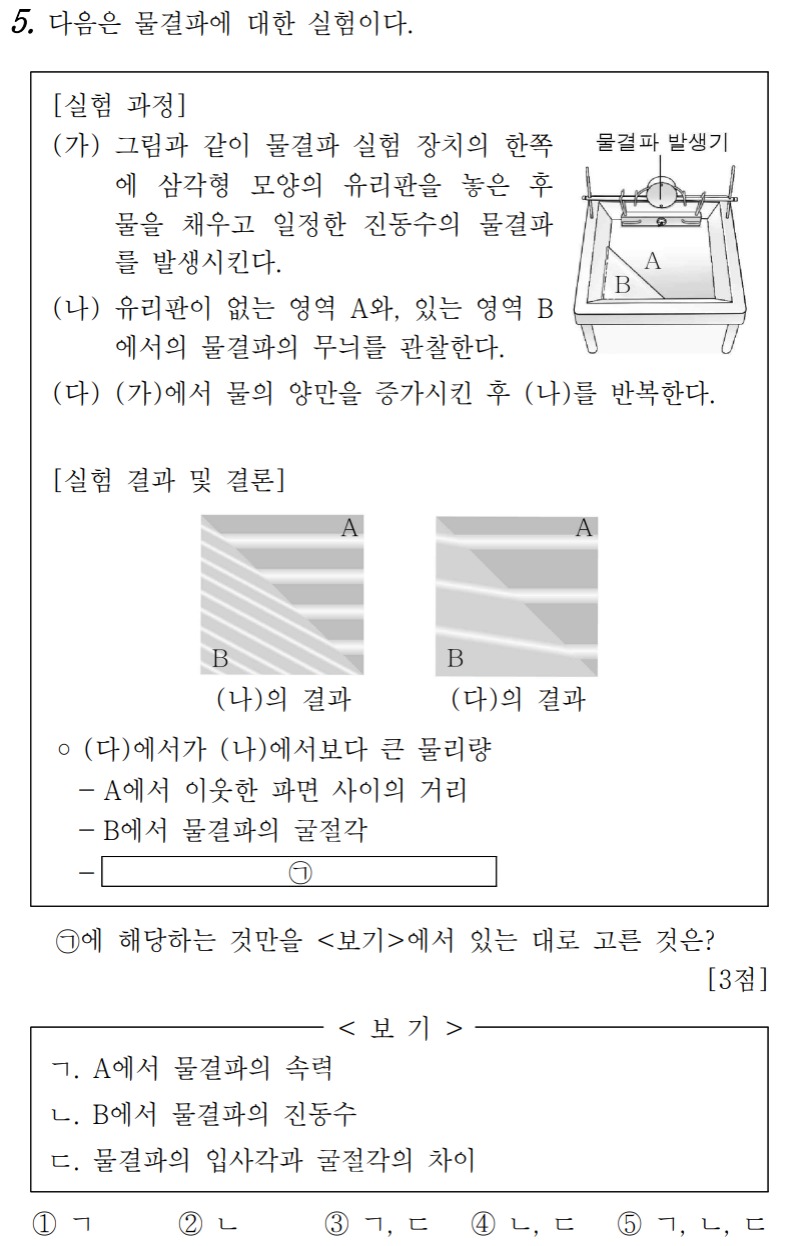 5. 다음은 물결파에 대한 실험이다.
[실험 과정]
(가) 그림과 같이 물결파 실험 장치의 한쪽
에 삼각형 모양의 유리판을 놓은 후
물을 채우고 일정한 진동수의 물결파
를 발생시킨다.
물결파 발생기
A
B
(나) 유리판이 없는 영역 A와, 있는 영역 B
에서의 물결파의 무늬를 관찰한다.
(다) (가)에서 물의 양만을 증가시킨 후 (나)를 반복한다.
[실험 결과 및 결론]
A
B
(나)의 결과
A
B
(다)의 결과
◦ (다)에서가 (나)에서보다 큰 물리량
- A에서 이웃한 파면 사이의 거리
- B에서 물결파의 굴절각
- ㉠
㉠에 해당하는 것만을 <보기>에서 있는 대로 고른 것은?
[3점]
< 보 기 >
ㄱ. A에서 물결파의 속력
ㄴ. B에서 물결파의 진동수
ㄷ. 물결파의 입사각과 굴절각의 차이
① ㄱ ② ㄴ ③ ㄱ, ㄷ ④ ㄴ, ㄷ ⑤ ㄱ, ㄴ, ㄷ